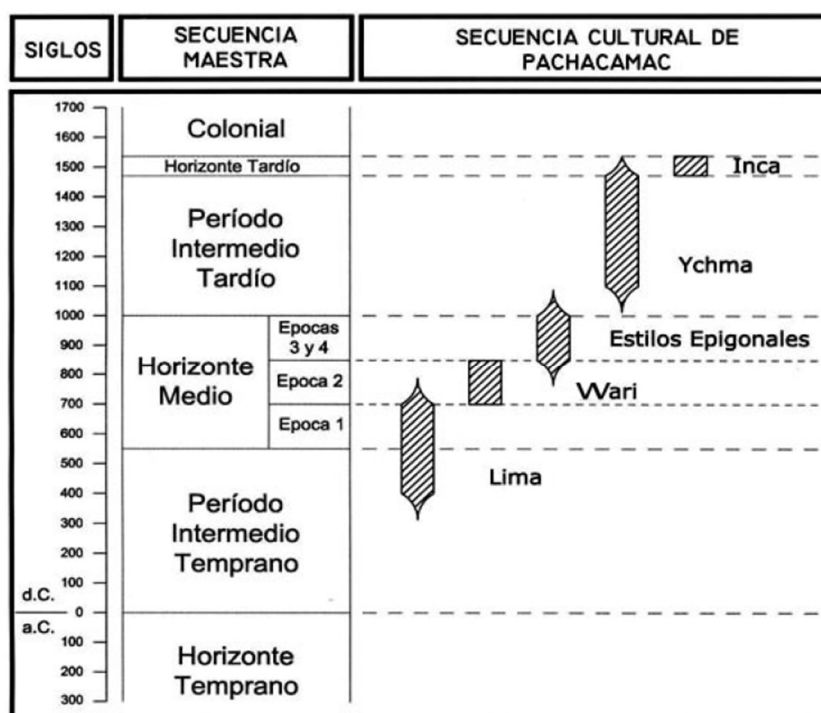 SIGLOS
SECUENCIA
MAESTRA
SECUENCIA CULTURAL DE
PACHACAMAC
1700
1600
1500
1400
1300
1200
1100
1000
900
800
700
600
500
400
300
200
100
d.C.
0
a.C.
100
200
300
Colonial
Horizonte Tardío
Período
Intermedio
Tardío
Horizonte
Medio
Epocas
3 y 4
Epoca 2
Epoca 1
Período
Intermedio
Temprano
Horizonte
Temprano
Inca
Ychma
Estilos Epigonales
Wari
Lima